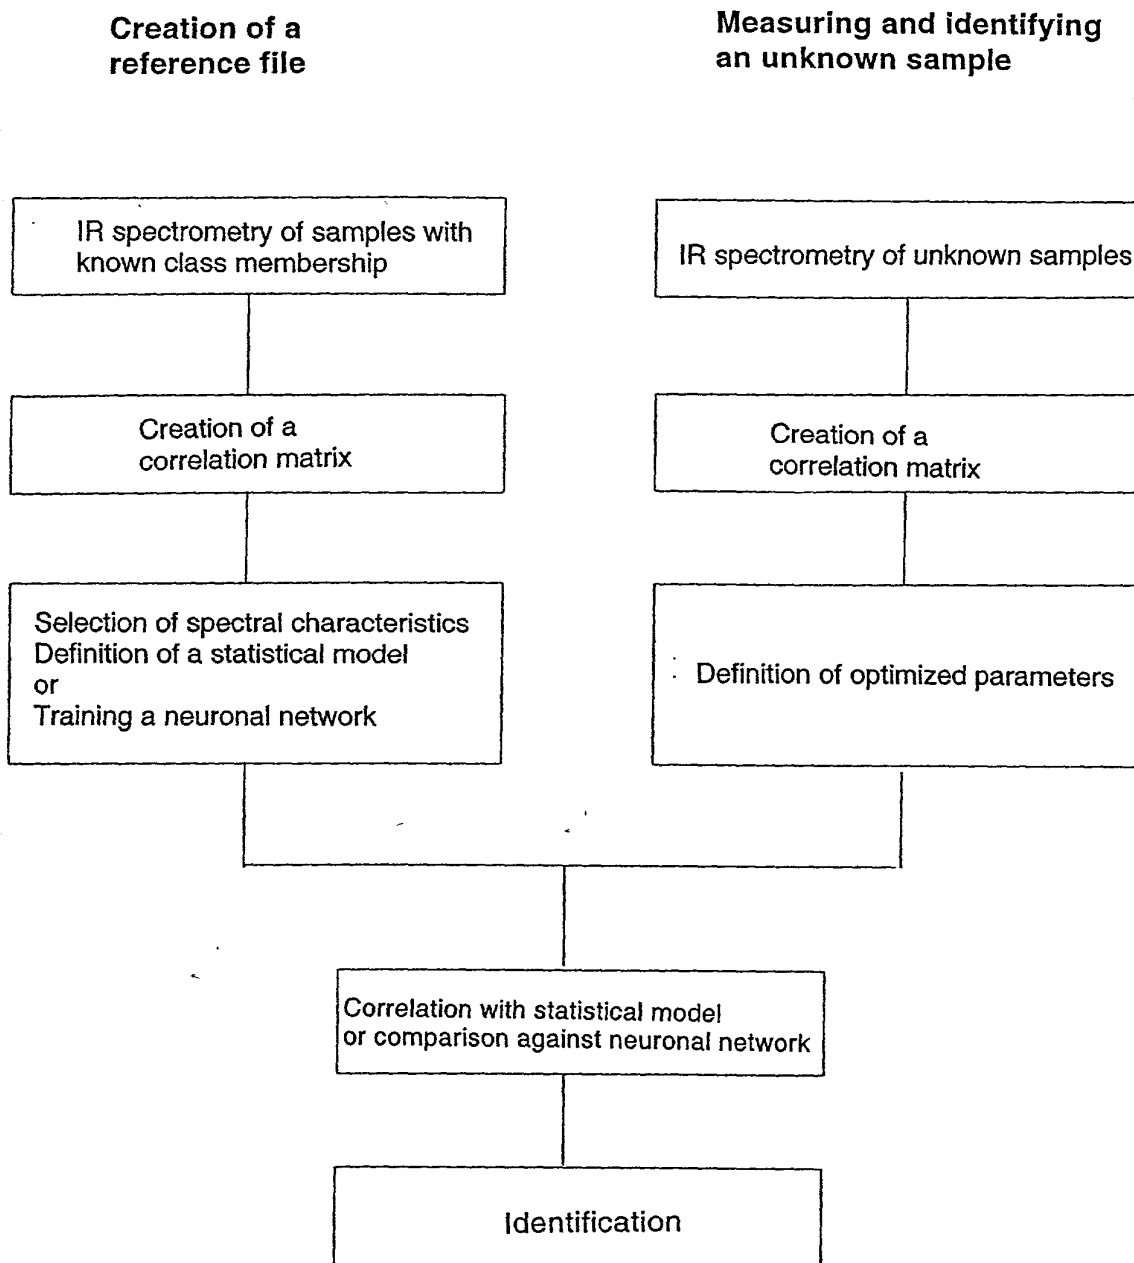 Creation of a
reference file
Measuring and identifying
an unknown sample
IR spectrometry of samples with
known class membership
IR spectrometry of unknown samples
Creation of a
correlation matrix
Creation of a
correlation matrix
Selection of spectral characteristics
Definition of a statistical model
or
Training a neuronal network
Definition of optimized parameters
Correlation with statistical model
or comparison against neuronal network
Identification